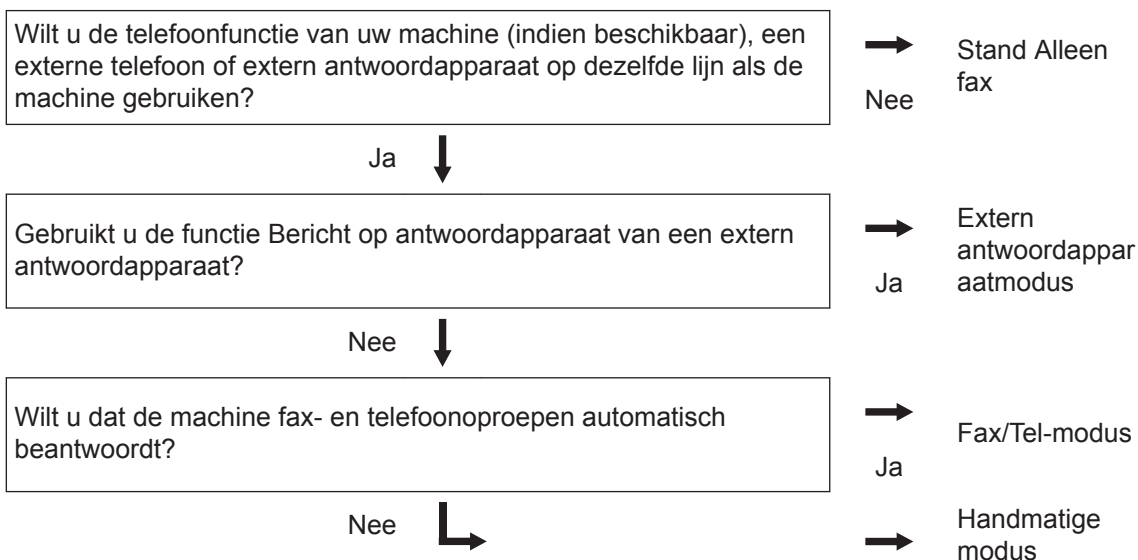 Wilt u de telefoonfunctie van uw machine (indien beschikbaar), een
externe telefoon of extern antwoordapparaat op dezelfde lijn als de
machine gebruiken?
Nee
Stand Alleen
fax
Ja
Gebruikt u de functie Bericht op antwoordapparaat van een extern
antwoordapparaat?
Ja
Extern
antwoordappar
aatmodus
Nee
Wilt u dat de machine fax- en telefoonoproepen automatisch
beantwoordt?
Ja
Fax/Tel-modus
Nee
Handmatige
modus